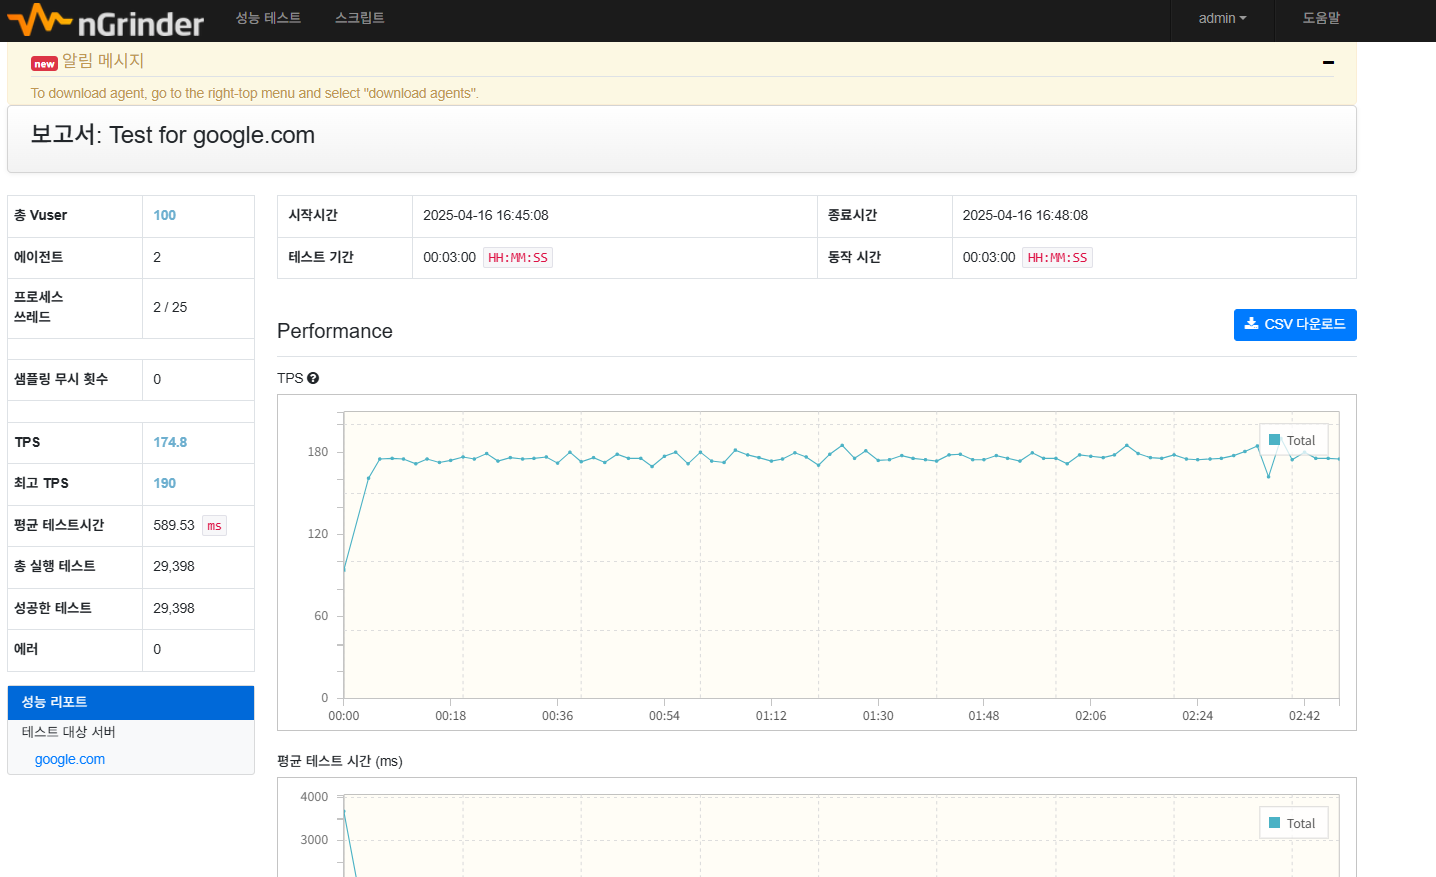 nGrinder 성능 테스트 스크립트 admin 도움말
new 알림 메시지
To download agent, go to the right-top menu and select "download agents".
보고서: Test for google.com
총 Vuser 100
에이전트 2
프로세스
쓰레드
2 / 25
샘플링 무시 횟수 0
TPS 174.8
최고 TPS 190
평균 테스트시간 589.53 ms
총 실행 테스트 29,398
성공한 테스트 29,398
에러 0
성능 리포트
테스트 대상 서버
google.com
시작시간 2025-04-16 16:45:08 종료시간 2025-04-16 16:48:08
테스트 기간 00:03:00 HH:MM:SS 동작 시간 00:03:00 HH:MM:SS
Performance CSV 다운로드
TPS ?
Total
180
120
60
0
00:00 00:18 00:36 00:54 01:12 01:30 01:48 02:06 02:24 02:42
평균 테스트 시간 (ms)
4000
Total
3000